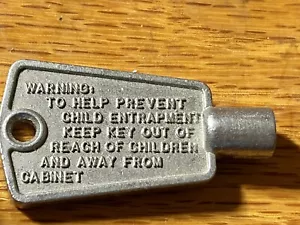 WARNING:
TO HELP PREVENT
CHILD ENTRAPMENT
KEEP KEY OUT OF
REACH OF CHILDREN
AND AWAY FROM
CABINET